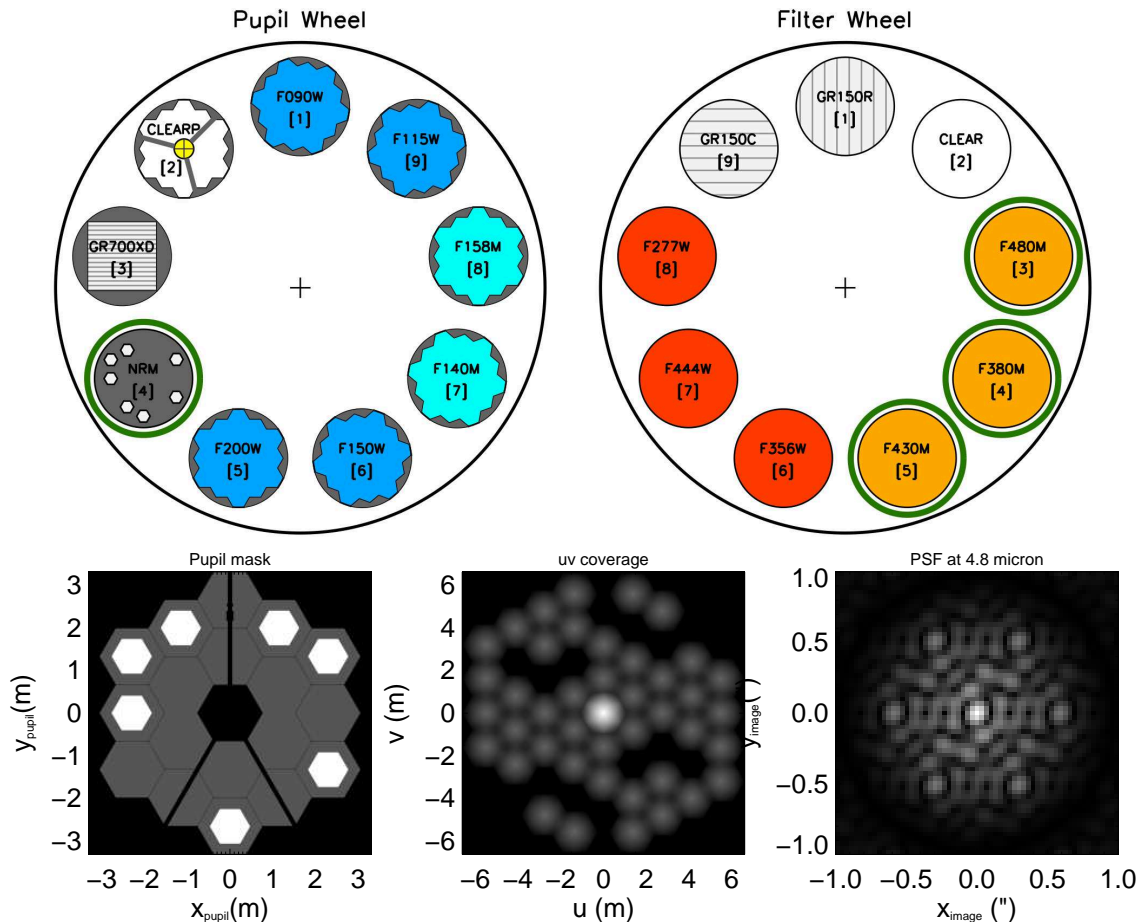 Pupil Wheel
F090W
[1]
CLEARP
[2]
F115W
[9]
GR700XD
[3]
F158M
[8]
NRM
[4]
F140M
[7]
F200W
[5]
F150W
[6]
Filter Wheel
GR150R
[1]
GR150C
[9]
CLEAR
[2]
F277W
[8]
F480M
[3]
F444W
[7]
F380M
[4]
F356W
[6]
F430M
[5]
Pupil mask
3
2
1
0
−1
−2
−3
y pupil(m)
−3 −2 −1 0 1 2 3
x pupil(m)
uv coverage
6
4
2
0
−2
−4
−6
v (m)
−6 −4 −2 0 2 4 6
u (m)
PSF at 4.8 micron
1.0
0.5
0.0
−0.5
−1.0
y image(")
−1.0 −0.5 0.0 0.5 1.0
x image (")